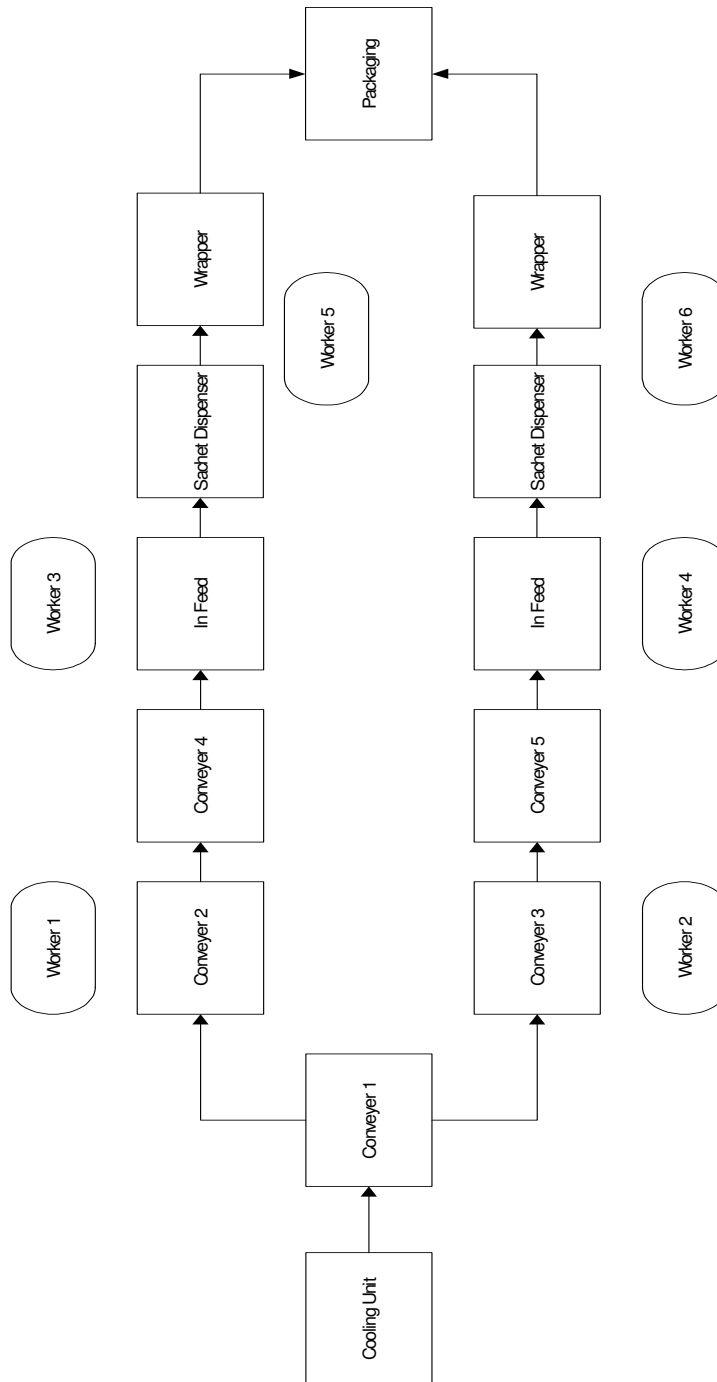 Cooling Unit
Conveyer 1
Worker 1
Conveyer 2
Conveyer 4
Worker 3
In Feed
Sachet Dispenser
Worker 5
Wrapper
Conveyer 3
Worker 2
Conveyer 5
In Feed
Worker 4
Sachet Dispenser
Wrapper
Worker 6
Packaging